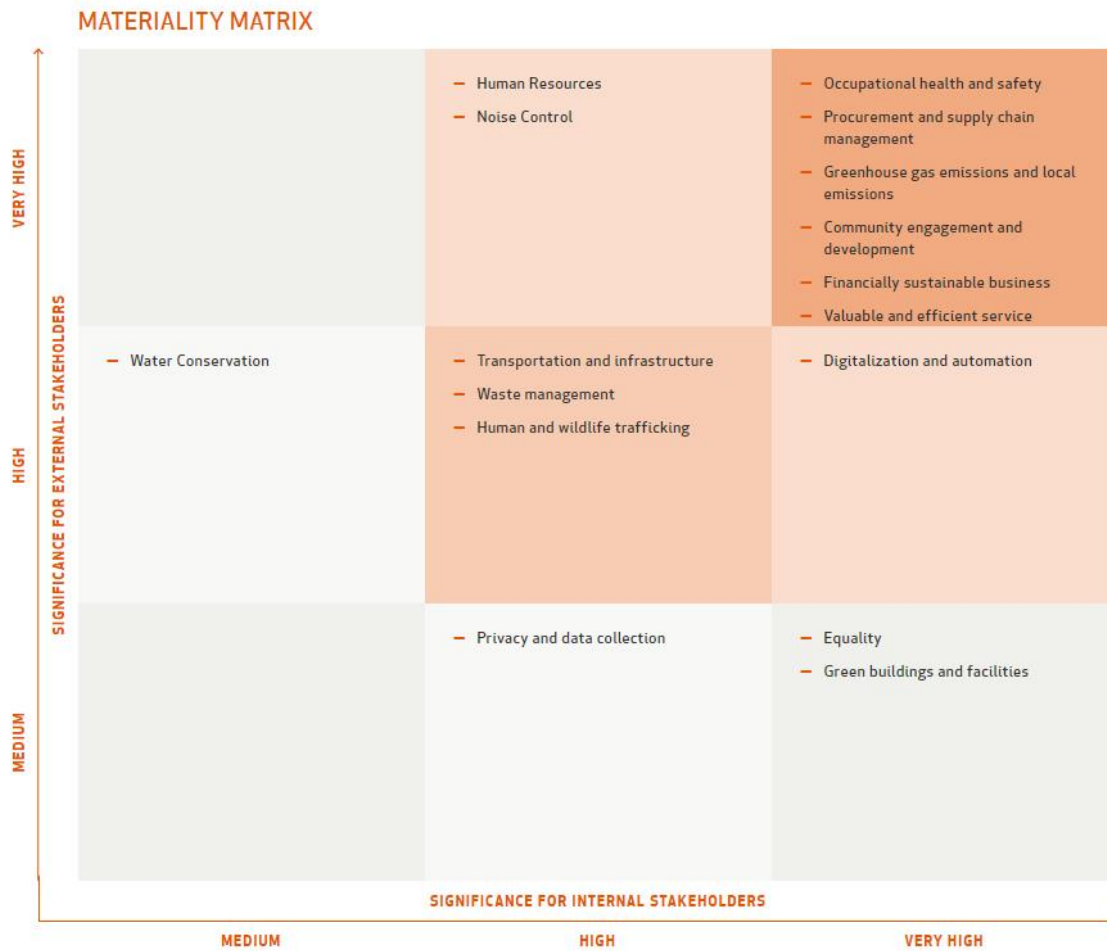 MATERIALITY MATRIX
VERY HIGH
HIGH
MEDIUM
SIGNIFICANCE FOR EXTERNAL STAKEHOLDERS
– Human Resources
– Noise Control
– Occupational health and safety
– Procurement and supply chain
management
– Greenhouse gas emissions and local
emissions
– Community engagement and
development
– Financially sustainable business
– Valuable and efficient service
– Water Conservation
– Transportation and infrastructure
– Waste management
– Human and wildlife trafficking
– Digitalization and automation
– Privacy and data collection
– Equality
– Green buildings and facilities
SIGNIFICANCE FOR INTERNAL STAKEHOLDERS
MEDIUM
HIGH
VERY HIGH